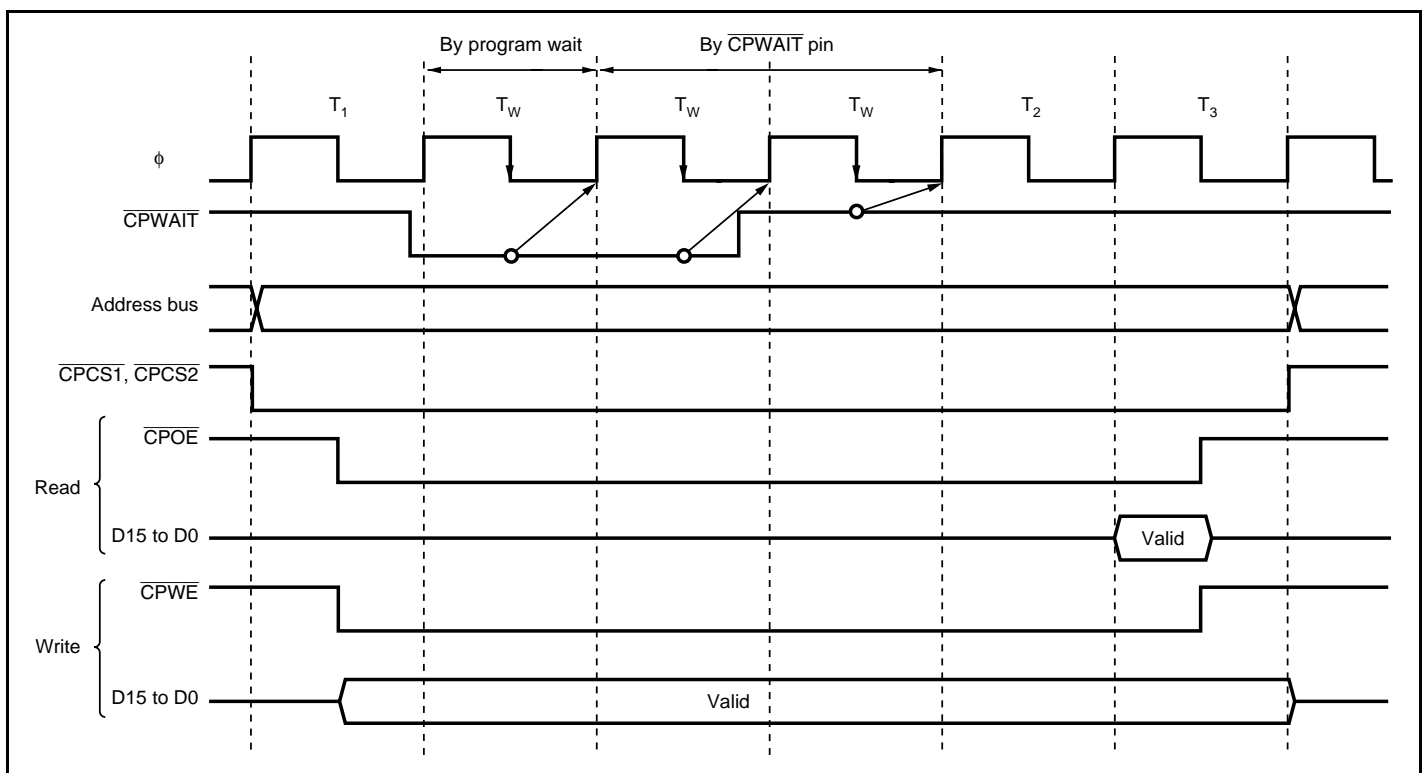 By program wait By CPWAIT pin
T1 TW TW TW T2 T3
ϕ
CPWAIT
Address bus
CPCS1, CPCS2
CPOE
Read
D15 to D0 Valid
CPWE
Write
D15 to D0 Valid